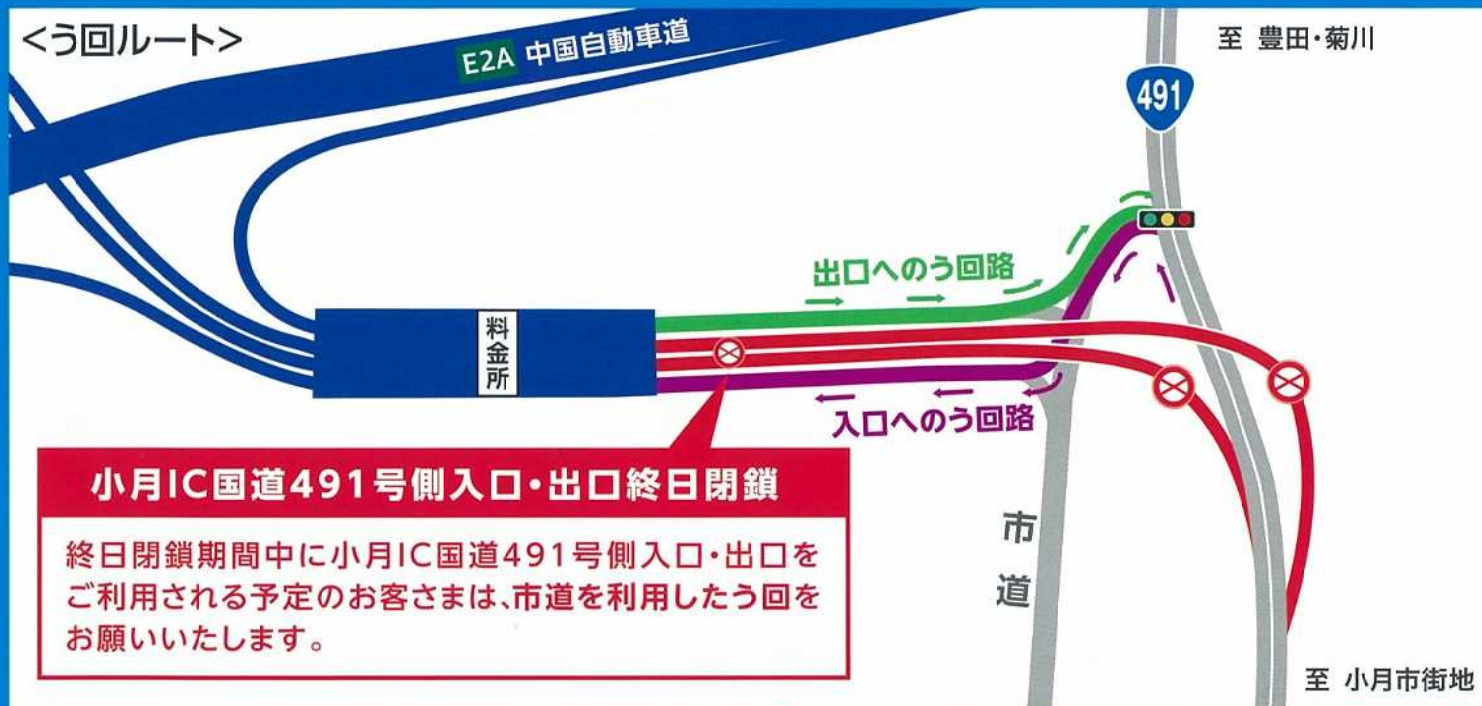 <う回ルート>
E2A 中国自動車道
至 豊田・菊川
491
出口へのう回路
料金所
入口へのう回路
小月IC国道491号側入口・出口終日閉鎖
終日閉鎖期間中に小月IC国道491号側入口・出口を
ご利用される予定のお客さまは、市道を利用したう回を
お願いいたします。
市道
至 小月市街地